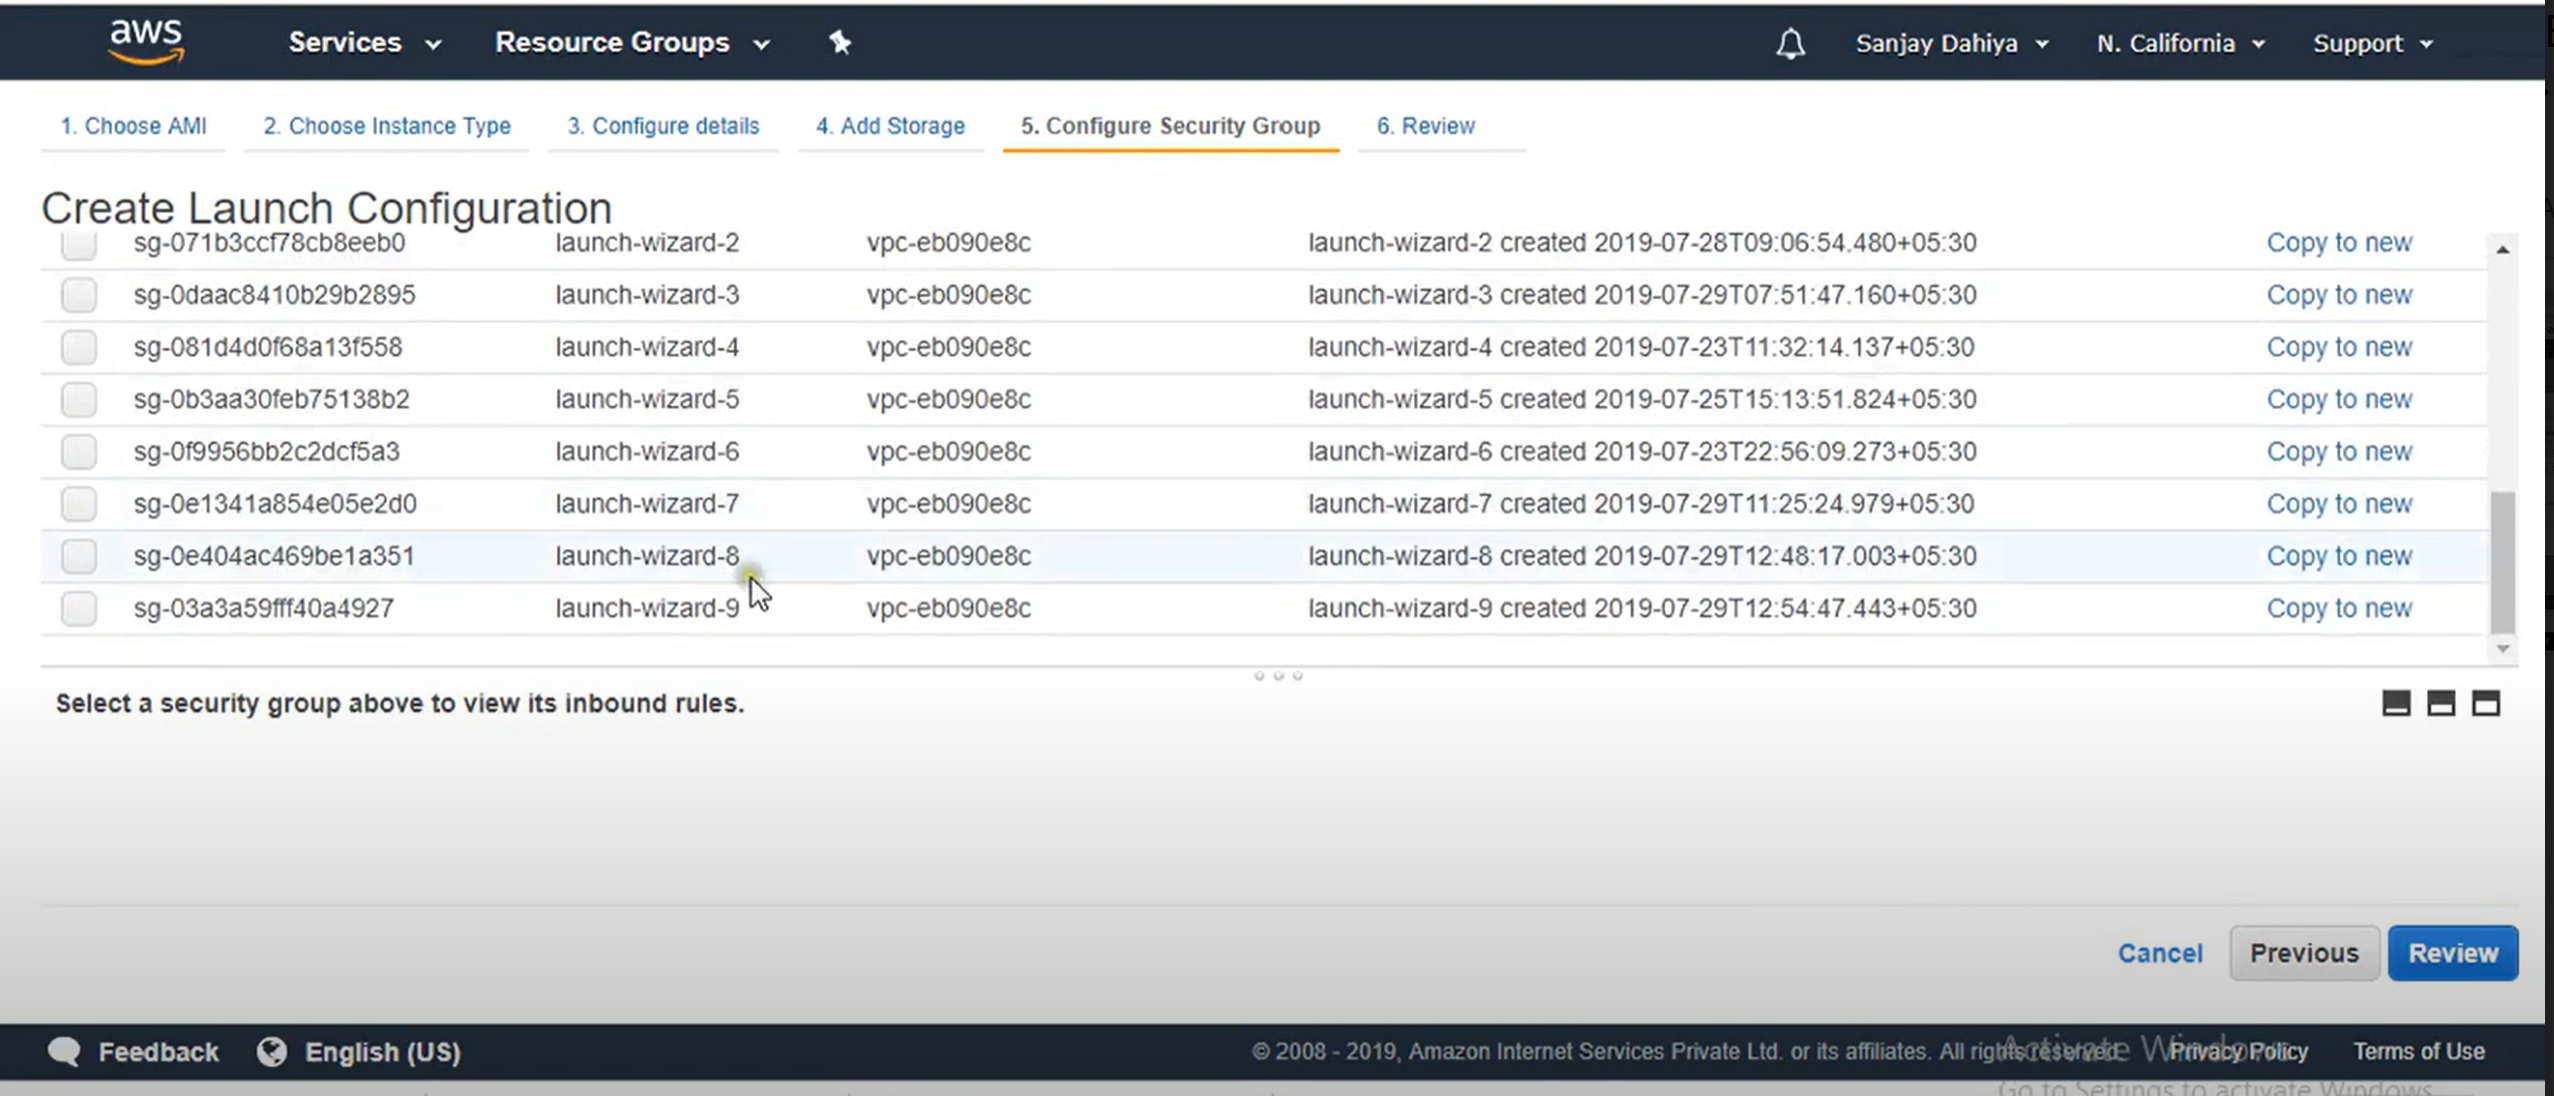 aws Services Resource Groups Sanjay Dahiya N. California Support
1. Choose AMI 2. Choose Instance Type 3. Configure details 4. Add Storage 5. Configure Security Group 6. Review
Create Launch Configuration
sg-071b3ccf78cb8eeb0 launch-wizard-2 vpc-eb090e8c launch-wizard-2 created 2019-07-28T09:06:54.480+05:30 Copy to new
sg-0daac8410b29b2895 launch-wizard-3 vpc-eb090e8c launch-wizard-3 created 2019-07-29T07:51:47.160+05:30 Copy to new
sg-081d4d0f68a13f558 launch-wizard-4 vpc-eb090e8c launch-wizard-4 created 2019-07-23T11:32:14.137+05:30 Copy to new
sg-0b3aa30feb75138b2 launch-wizard-5 vpc-eb090e8c launch-wizard-5 created 2019-07-25T15:13:51.824+05:30 Copy to new
sg-0f9956bb2c2dcf5a3 launch-wizard-6 vpc-eb090e8c launch-wizard-6 created 2019-07-23T22:56:09.273+05:30 Copy to new
sg-0e1341a854e05e2d0 launch-wizard-7 vpc-eb090e8c launch-wizard-7 created 2019-07-29T11:25:24.979+05:30 Copy to new
sg-0e404ac469be1a351 launch-wizard-8 vpc-eb090e8c launch-wizard-8 created 2019-07-29T12:48:17.003+05:30 Copy to new
sg-03a3a59fff40a4927 launch-wizard-9 vpc-eb090e8c launch-wizard-9 created 2019-07-29T12:54:47.443+05:30 Copy to new
Select a security group above to view its inbound rules.
Cancel Previous Review
Feedback English (US) © 2008 - 2019, Amazon Internet Services Private Ltd. or its affiliates. All rights reserved. Privacy Policy Terms of Use
Activate Windows
Go to Settings to activate Windows.